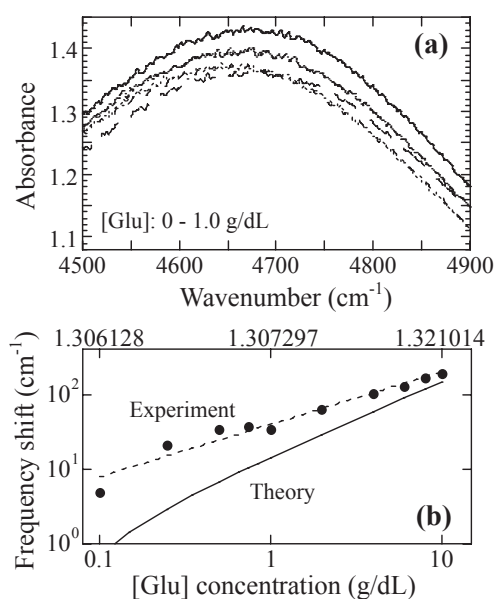 1.4
1.3
1.2
1.1
Absorbance
(a)
[Glu]: 0 - 1.0 g/dL
4500 4600 4700 4800 4900
Wavenumber (cm⁻¹)
1.306128 1.307297 1.321014
Frequency shift (cm⁻¹)
10²
10¹
10⁰
Experiment
Theory
(b)
0.1 1 10
[Glu] concentration (g/dL)